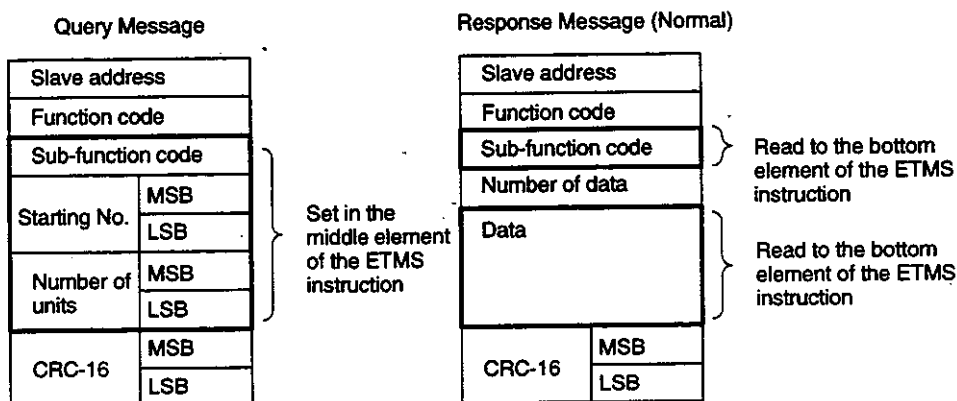 Query Message
Slave address
Function code
Sub-function code
Starting No.
MSB
LSB
Number of
units
MSB
LSB
CRC-16
MSB
LSB
Set in the
middle element
of the ETMS
instruction
Response Message (Normal)
Slave address
Function code
Sub-function code
Number of data
Data
CRC-16
MSB
LSB
Read to the bottom
element of the ETMS
instruction
Read to the bottom
element of the ETMS
instruction